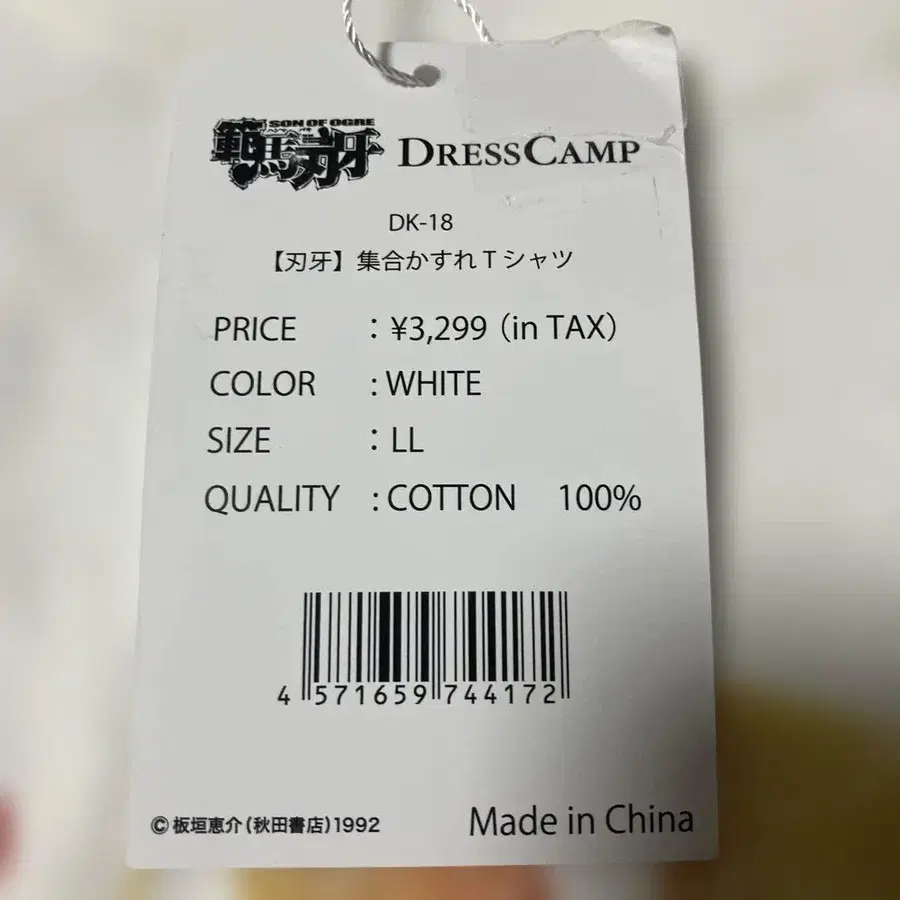 SON OF OGRE
範馬刃牙
DRESSCAMP
DK-18
【刃牙】集合かすれTシャツ
PRICE : ¥3,299 (in TAX)
COLOR : WHITE
SIZE : LL
QUALITY : COTTON 100%
4 571659 744172
© 板垣恵介(秋田書店)1992
Made in China